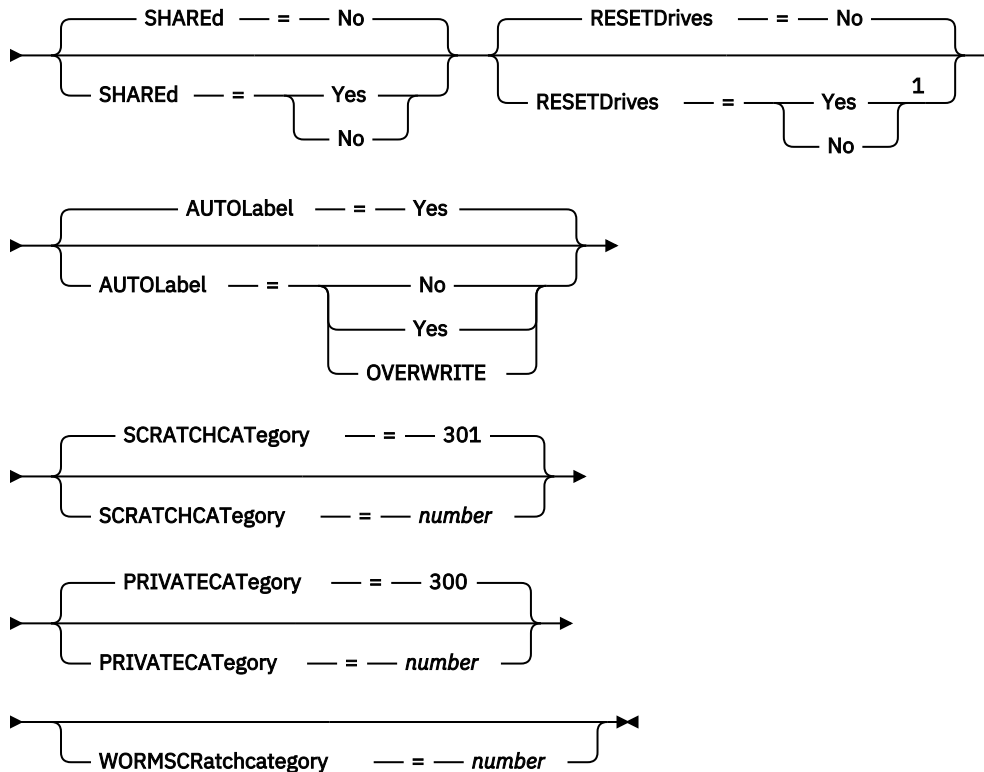 SHAREd = No RESETDrives = No
SHAREd = Yes RESETDrives = Yes 1
No No
AUTOLabel = Yes
AUTOLabel = No
Yes
OVERWRITE
SCRATCHCATegory = 301
SCRATCHCATegory = number
PRIVATECATegory = 300
PRIVATECATegory = number
WORMSCRatchcategory = number